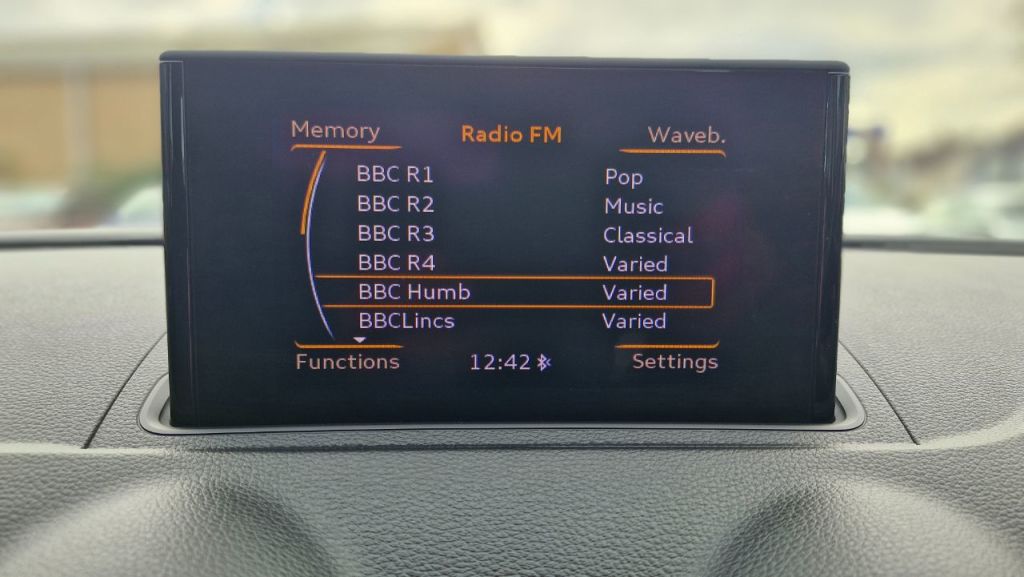 Memory Radio FM Waveb.
BBC R1 Pop
BBC R2 Music
BBC R3 Classical
BBC R4 Varied
BBC Humb Varied
BBCLincs Varied
Functions 12:42 Settings